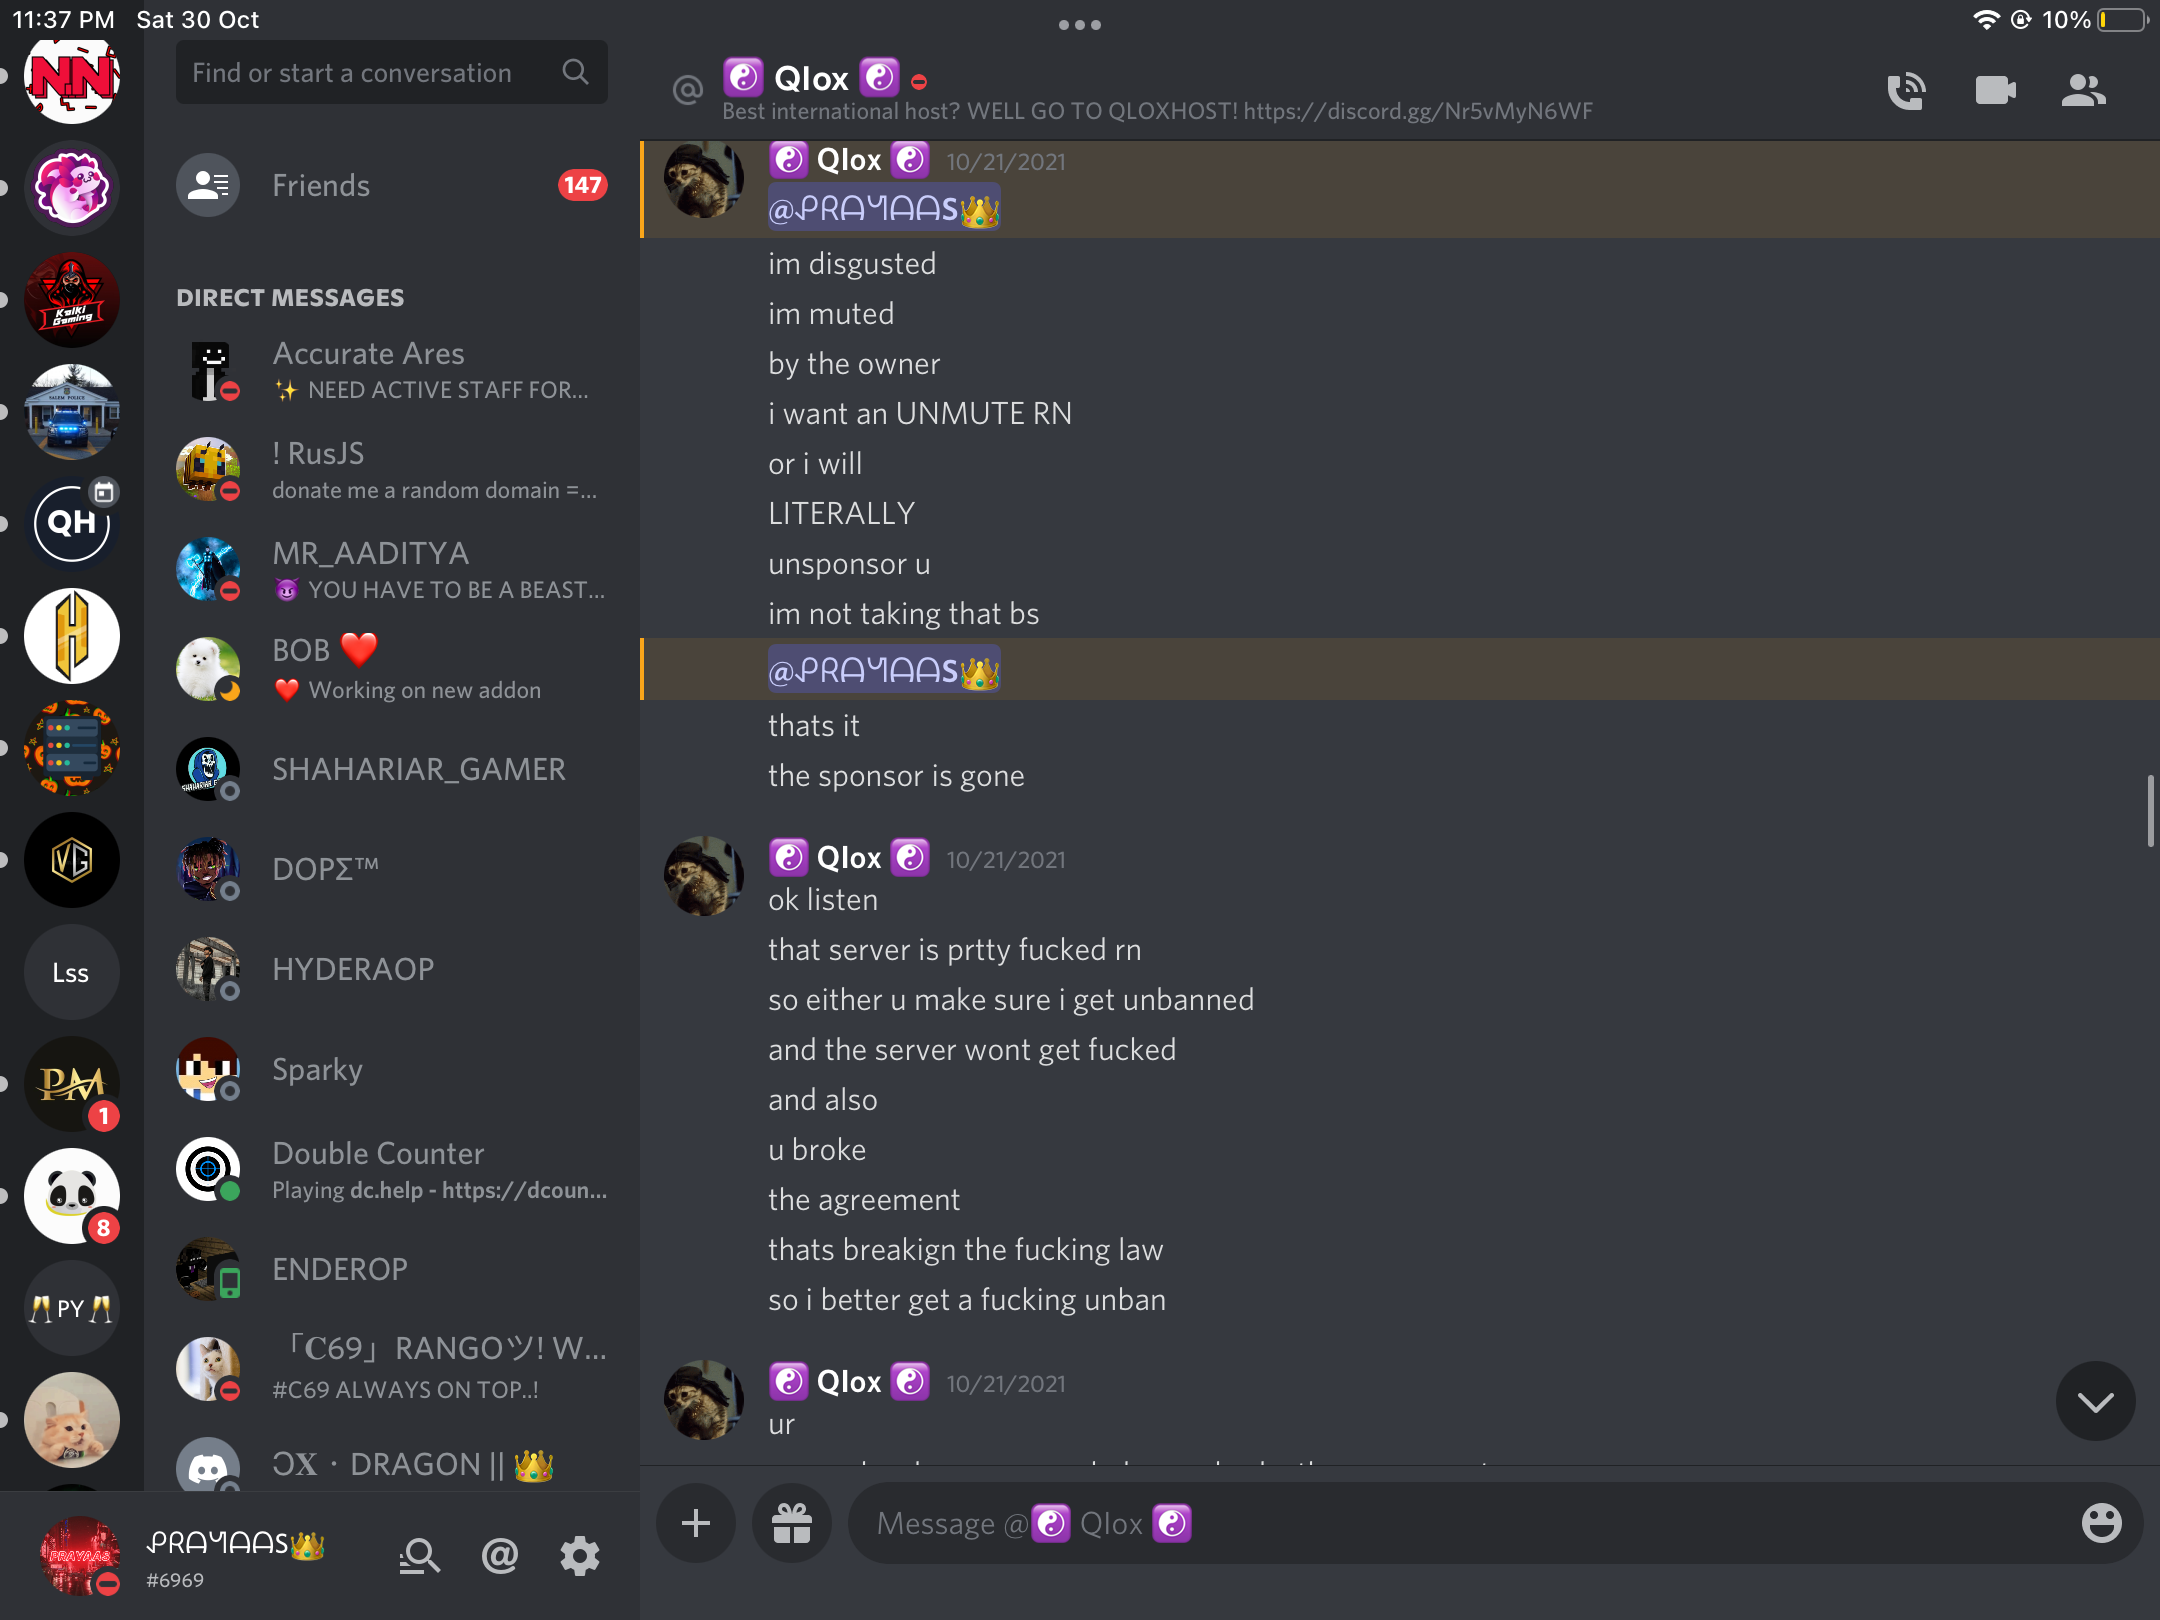 11:37 PM Sat 30 Oct
10%
NN
Kaiki
Gaming
SALEM POLICE
QH
H
VG
Lss
PM
1
8
🥂 PY 🥂
Find or start a conversation
Friends
147
DIRECT MESSAGES
Accurate Ares
✨ NEED ACTIVE STAFF FOR...
! RusJS
donate me a random domain =...
MR_AADITYA
😈 YOU HAVE TO BE A BEAST...
BOB ❤️
❤️ Working on new addon
SHAHARIAR_GAMER
DOPΣ™
HYDERAOP
Sparky
Double Counter
Playing dc.help - https://dcoun...
ENDEROP
「C69」RANGOツ! W...
#C69 ALWAYS ON TOP..!
ƆX · DRAGON || 👑
PRAYAAS
ᎮᏒᗩᎩᗩᗩS👑
#6969
@ ☯️ Qlox ☯️
Best international host? WELL GO TO QLOXHOST! https://discord.gg/Nr5vMyN6WF
☯️ Qlox ☯️ 10/21/2021
@ᎮᏒᗩᎩᗩᗩS👑
im disgusted
im muted
by the owner
i want an UNMUTE RN
or i will
LITERALLY
unsponsor u
im not taking that bs
@ᎮᏒᗩᎩᗩᗩS👑
thats it
the sponsor is gone
☯️ Qlox ☯️ 10/21/2021
ok listen
that server is prtty fucked rn
so either u make sure i get unbanned
and the server wont get fucked
and also
u broke
the agreement
thats breakign the fucking law
so i better get a fucking unban
☯️ Qlox ☯️ 10/21/2021
ur
Message @☯️ Qlox ☯️